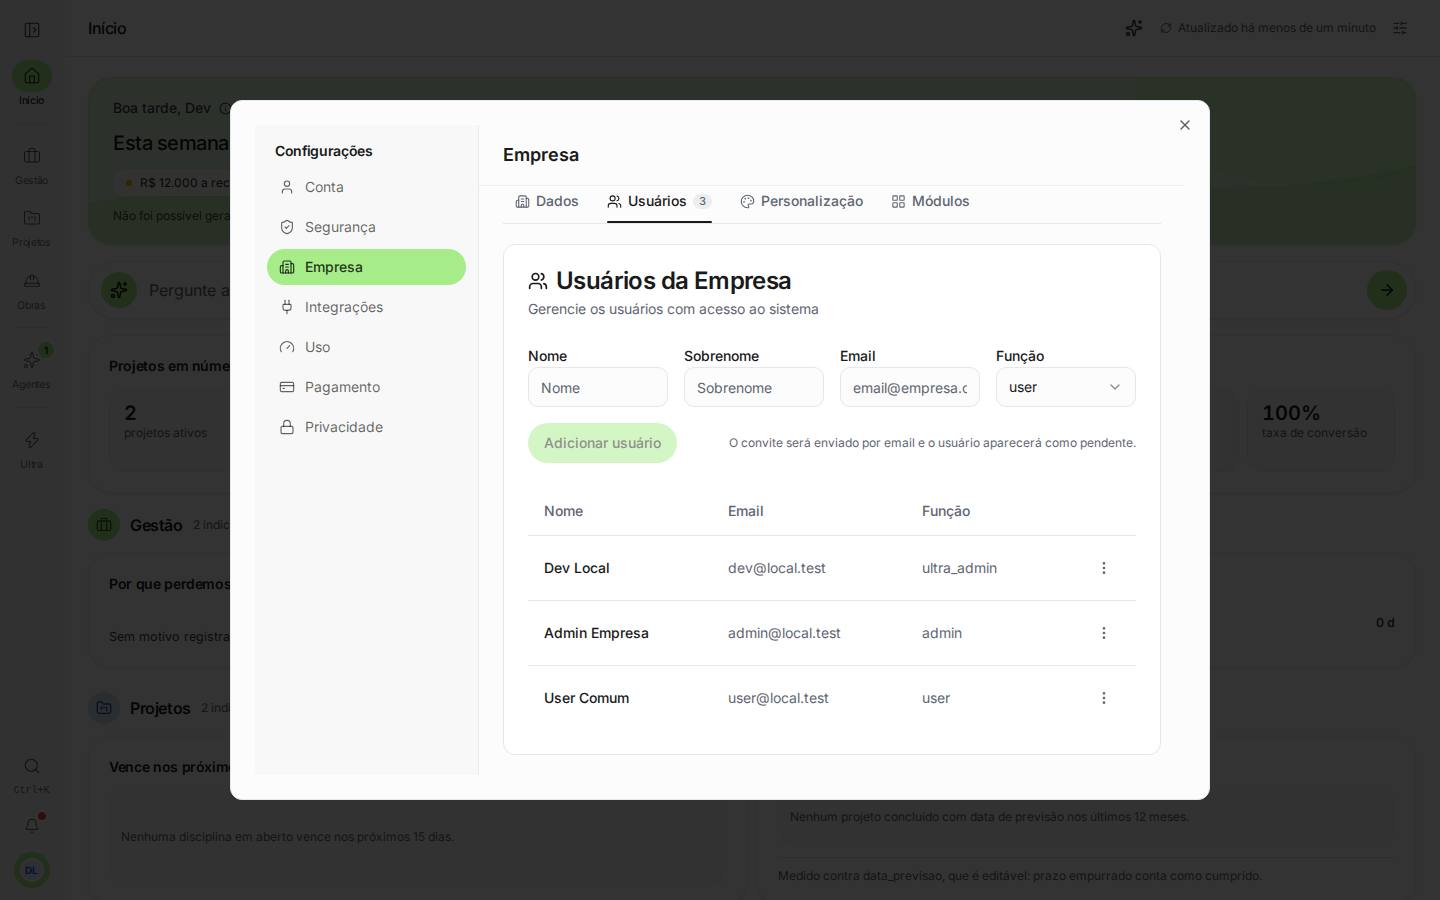 Início
Atualizado há menos de um minuto
Início
Gestão
Projetos
Obras
1
Agentes
Ultra
Ctrl+K
DL
Boa tarde, Dev
Esta semana
R$ 12.000 a rec
Não foi possível gera
Pergunte a
Projetos em núme
2
projetos ativos
100%
taxa de conversão
Gestão 2 indic
Por que perdemos
Sem motivo registra
0 d
Projetos 2 indi
Vence nos próxim
Nenhuma disciplina em aberto vence nos próximos 15 dias.
Nenhum projeto concluído com data de previsão nos últimos 12 meses.
Medido contra data_previsao, que é editável: prazo empurrado conta como cumprido.
Configurações
Conta
Segurança
Empresa
Integrações
Uso
Pagamento
Privacidade
Empresa
Dados Usuários 3 Personalização Módulos
Usuários da Empresa
Gerencie os usuários com acesso ao sistema
Nome Sobrenome Email Função
Nome Sobrenome email@empresa.c user
Adicionar usuário O convite será enviado por email e o usuário aparecerá como pendente.
Nome Email Função
Dev Local dev@local.test ultra_admin
Admin Empresa admin@local.test admin
User Comum user@local.test user